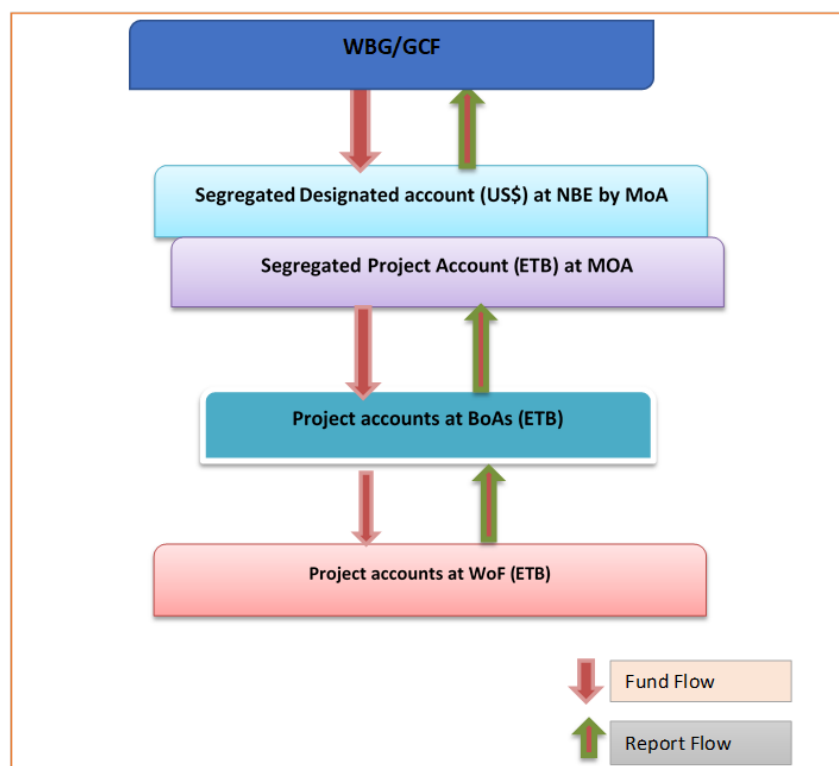 WBG/GCF
Segregated Designated account (US$) at NBE by MoA
Segregated Project Account (ETB) at MOA
Project accounts at BoAs (ETB)
Project accounts at WoF (ETB)
Fund Flow
Report Flow